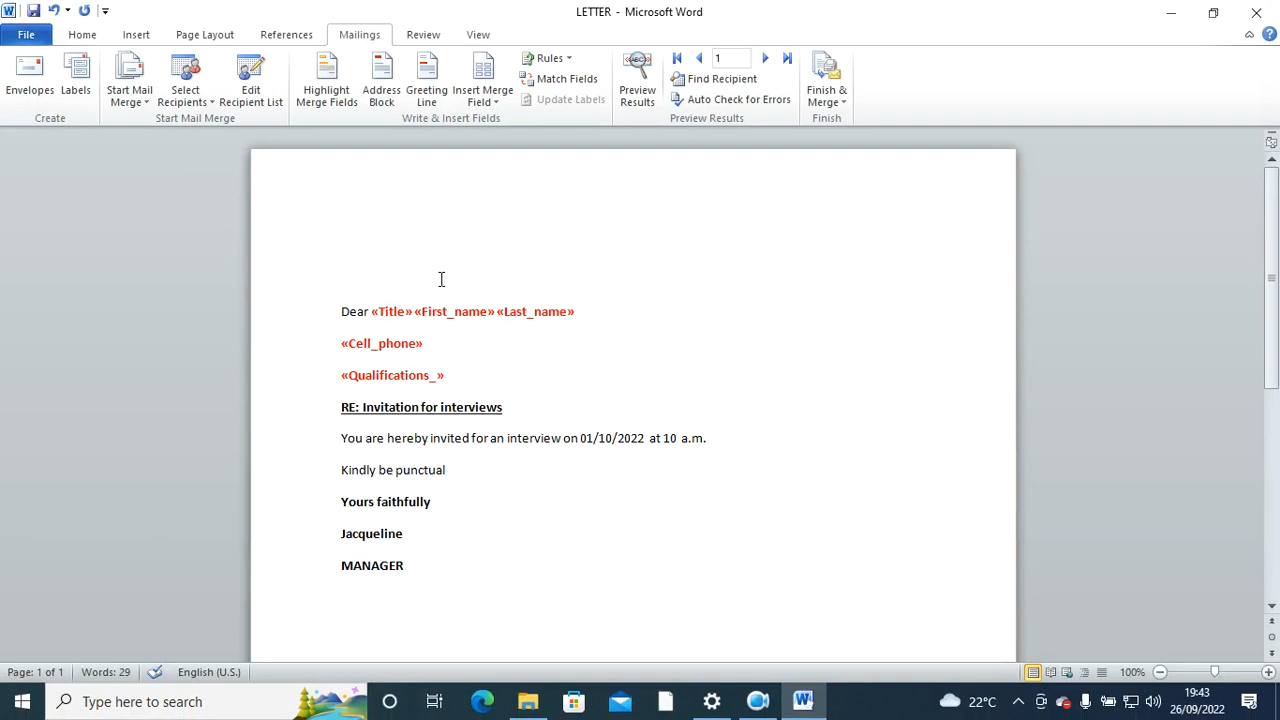 LETTER - Microsoft Word
File Home Insert Page Layout References Mailings Review View
Envelopes Labels Start Mail Merge Select Recipients Edit Recipient List Highlight Merge Fields Address Block Greeting Line Insert Merge Field Rules Match Fields Update Labels Preview Results 1 Find Recipient Auto Check for Errors Finish & Merge
Create Start Mail Merge Write & Insert Fields Preview Results Finish
Dear «Title» «First_name» «Last_name»
«Cell_phone»
«Qualifications_»
RE: Invitation for interviews
You are hereby invited for an interview on 01/10/2022 at 10 a.m.
Kindly be punctual
Yours faithfully
Jacqueline
MANAGER
Page: 1 of 1 Words: 29 English (U.S.) 100%
Type here to search 22°C 19:43
26/09/2022